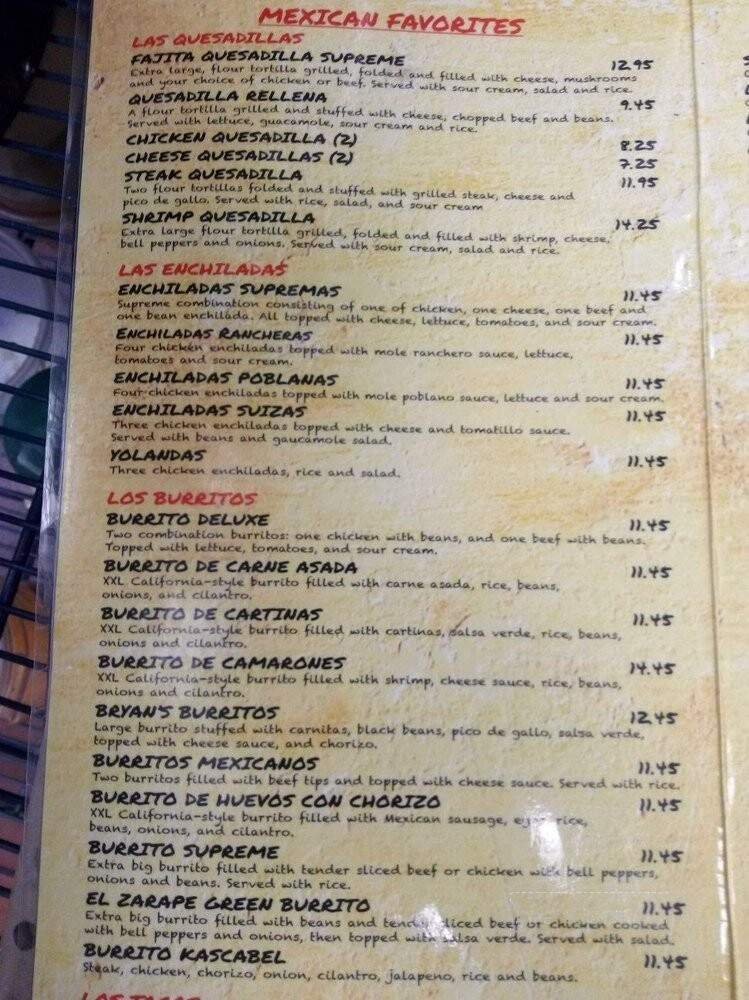 MEXICAN FAVORITES
LAS QUESADILLAS
FAJITA QUESADILLA SUPREME 12.95
Extra large, flour tortilla grilled, folded and filled with cheese, mushrooms
and your choice of chicken or beef. Served with sour cream, salad and rice.
QUESADILLA RELLENA 9.45
A flour tortilla grilled and stuffed with cheese, chopped beef and beans.
Served with lettuce, guacamole, sour cream and rice.
CHICKEN QUESADILLA (2) 8.25
CHEESE QUESADILLAS (2) 7.25
STEAK QUESADILLA 11.95
Two flour tortillas folded and stuffed with grilled steak, cheese and
pico de gallo. Served with rice, salad, and sour cream
SHRIMP QUESADILLA 14.25
Extra large flour tortilla grilled, folded and filled with shrimp, cheese,
bell peppers and onions. Served with sour cream, salad and rice.
LAS ENCHILADAS
ENCHILADAS SUPREMAS 11.45
Supreme combination consisting of one of chicken, one cheese, one beef and
one bean enchilada. All topped with cheese, lettuce, tomatoes, and sour cream.
ENCHILADAS RANCHERAS 11.45
Four chicken enchiladas topped with mole ranchero sauce, lettuce,
tomatoes and sour cream.
ENCHILADAS POBLANAS 11.45
Four chicken enchiladas topped with mole poblano sauce, lettuce and sour cream.
ENCHILADAS SUIZAS 11.45
Three chicken enchiladas topped with cheese and tomatillo sauce.
Served with beans and gaucamole salad.
YOLANDAS 11.45
Three chicken enchiladas, rice and salad.
LOS BURRITOS
BURRITO DELUXE 11.45
Two combination burritos: one chicken with beans, and one beef with beans.
Topped with lettuce, tomatoes, and sour cream.
BURRITO DE CARNE ASADA 11.45
XXL California-style burrito filled with carne asada, rice, beans,
onions, and cilantro.
BURRITO DE CARTINAS 11.45
XXL California-style burrito filled with cartinas, salsa verde, rice, beans,
onions and cilantro.
BURRITO DE CAMARONES 14.45
XXL California-style burrito filled with shrimp, cheese sauce, rice, beans,
onions and cilantro.
BRYAN'S BURRITOS 12.45
Large burrito stuffed with carnitas, black beans, pico de gallo, salsa verde,
topped with cheese sauce, and chorizo.
BURRITOS MEXICANOS 11.45
Two burritos filled with beef tips and topped with cheese sauce. Served with rice.
BURRITO DE HUEVOS CON CHORIZO 11.45
XXL California-style burrito filled with Mexican sausage, eggs, rice,
beans, onions, and cilantro.
BURRITO SUPREME 11.45
Extra big burrito filled with tender sliced beef or chicken with bell peppers,
onions and beans. Served with rice.
EL ZARAPE GREEN BURRITO 11.45
Extra big burrito filled with beans and tender sliced beef or chicken cooked
with bell peppers and onions, then topped with salsa verde. Served with salad.
BURRITO KASCABEL 11.45
Steak, chicken, chorizo, onion, cilantro, jalapeno, rice and beans.
LOS TACOS